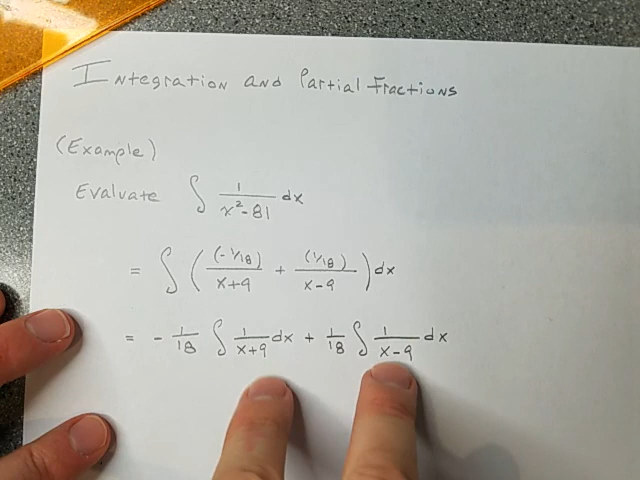 Integration and Partial Fractions
(Example)
Evaluate ∫ 1/(x²-81) dx
= ∫ ( (-1/18)/(x+9) + (1/18)/(x-9) ) dx
= - 1/18 ∫ 1/(x+9) dx + 1/18 ∫ 1/(x-9) dx